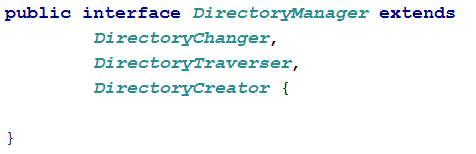 public interface DirectoryManager extends
DirectoryChanger,
DirectoryTraverser,
DirectoryCreator {
}